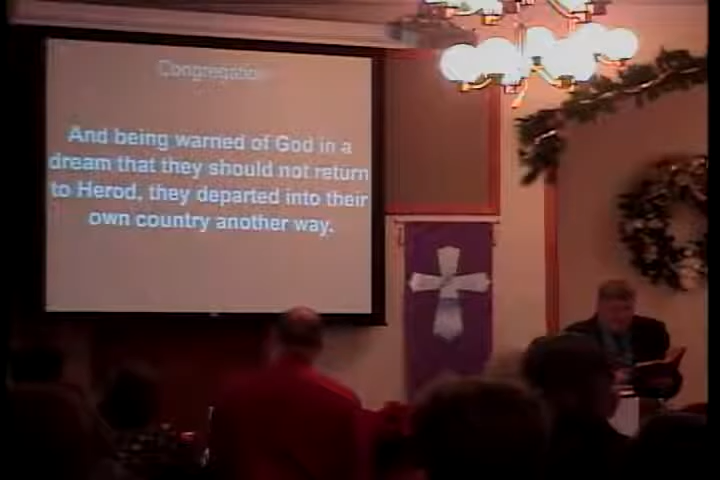 Congregation
And being warned of God in a
dream that they should not return
to Herod, they departed into their
own country another way.